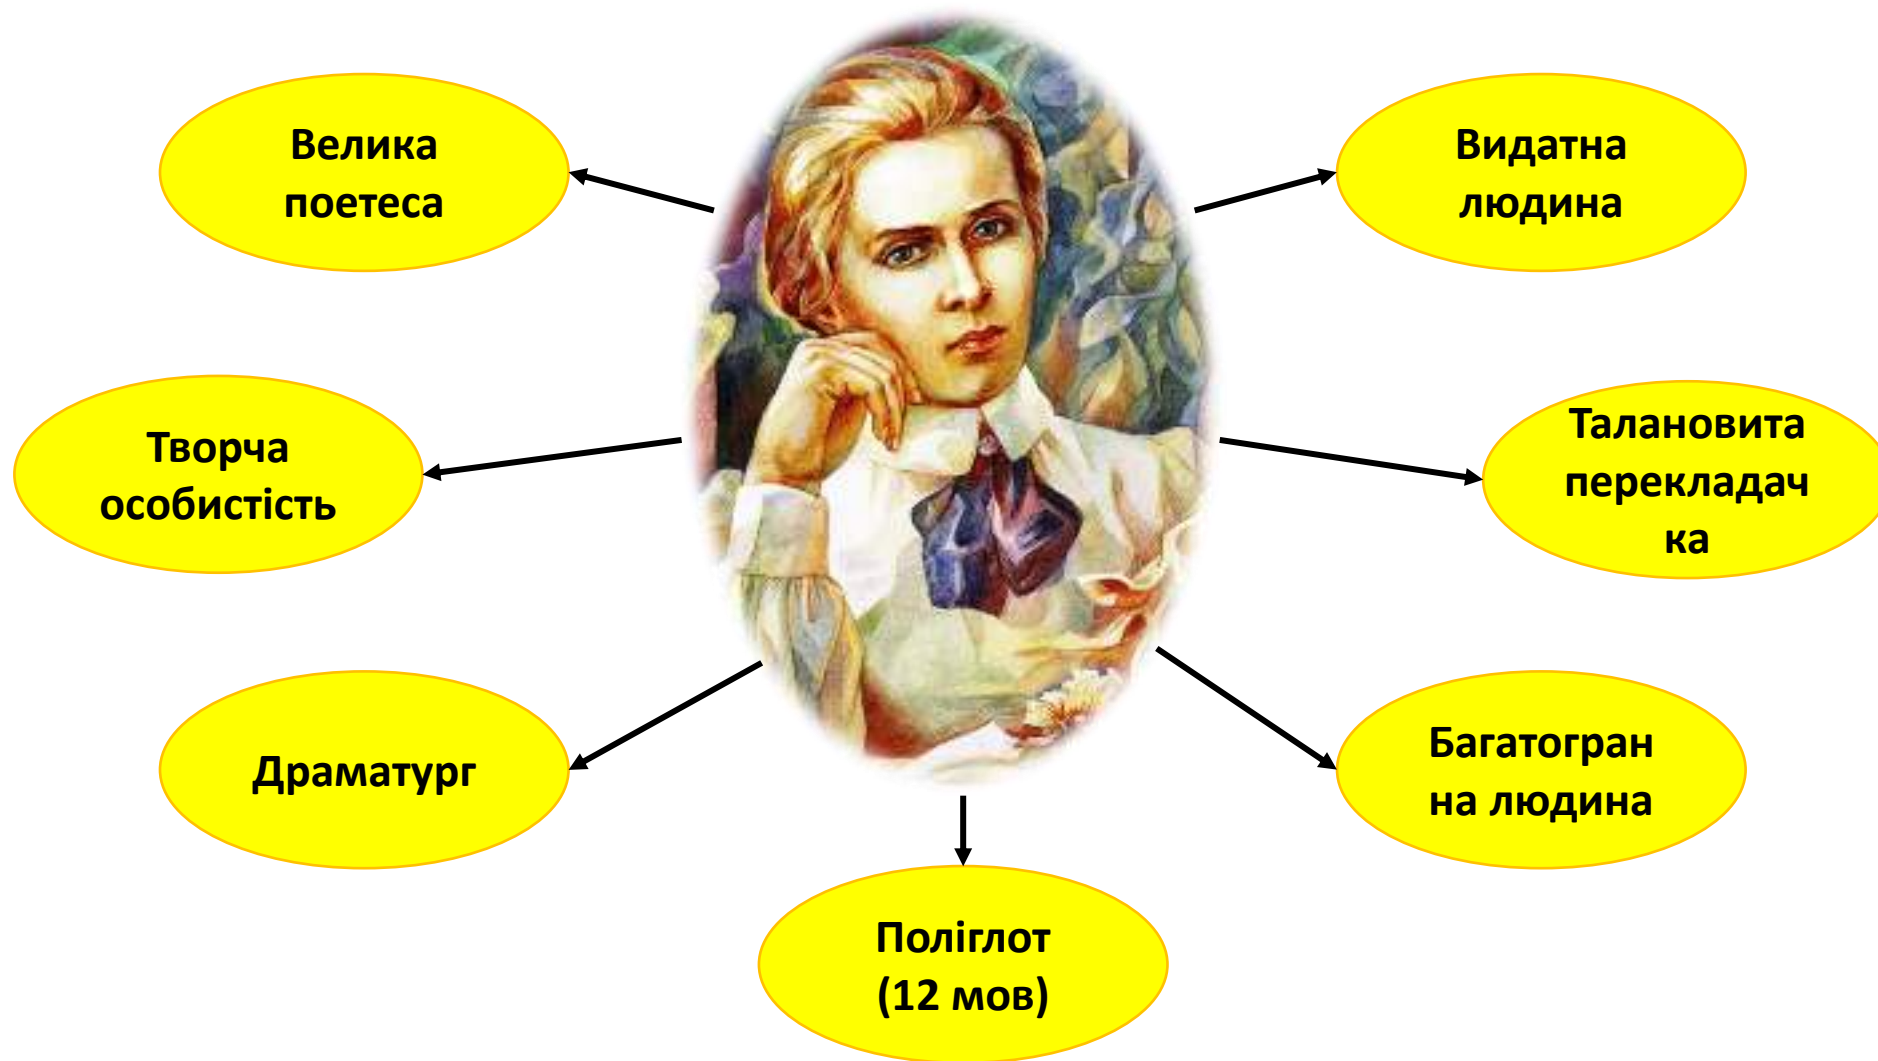 Велика
поетеса
Видатна
людина
Творча
особистість
Талановита
перекладач
ка
Драматург
Багатогран
на людина
Поліглот
(12 мов)